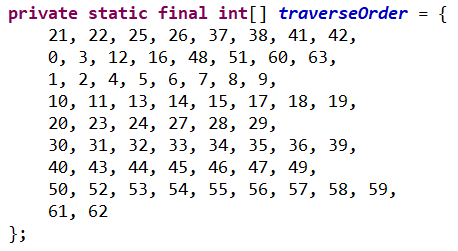 private static final int[] traverseOrder = {
21, 22, 25, 26, 37, 38, 41, 42,
0, 3, 12, 16, 48, 51, 60, 63,
1, 2, 4, 5, 6, 7, 8, 9,
10, 11, 13, 14, 15, 17, 18, 19,
20, 23, 24, 27, 28, 29,
30, 31, 32, 33, 34, 35, 36, 39,
40, 43, 44, 45, 46, 47, 49,
50, 52, 53, 54, 55, 56, 57, 58, 59,
61, 62
};